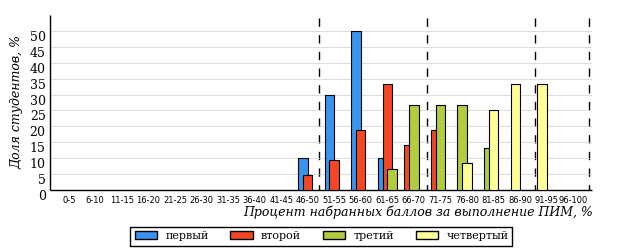 Доля студентов, %
50
45
40
35
30
25
20
15
10
5
0
0-5 6-10 11-15 16-20 21-25 26-30 31-35 36-40 41-45 46-50 51-55 56-60 61-65 66-70 71-75 76-80 81-85 86-90 91-95 96-100
Процент набранных баллов за выполнение ПИМ, %
первый второй третий четвертый